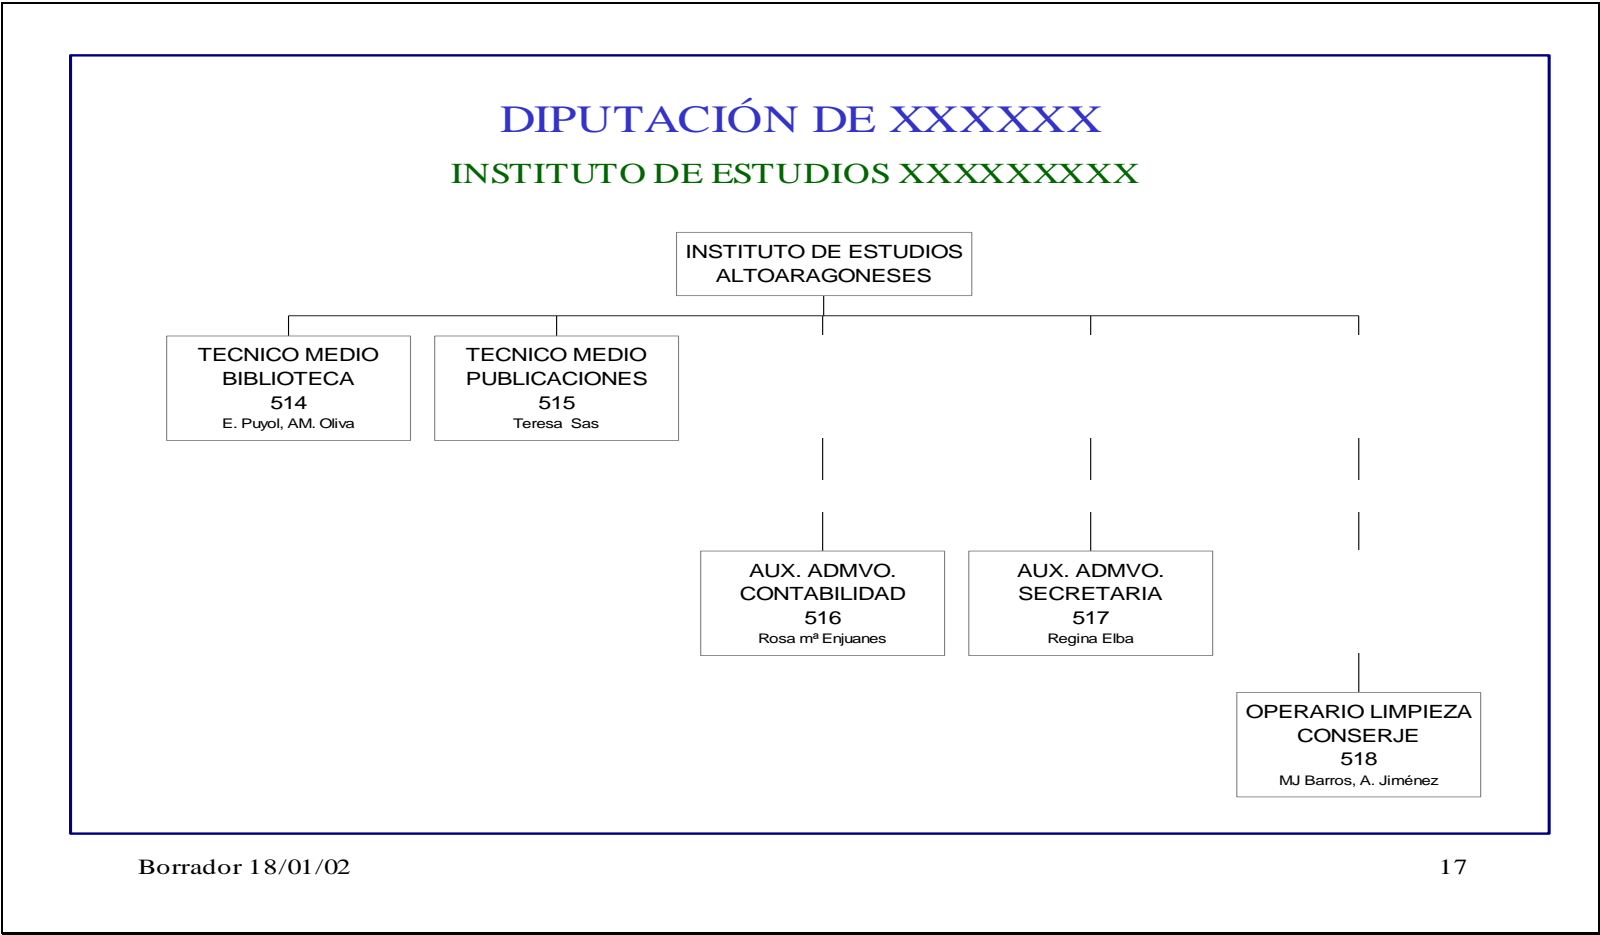 DIPUTACIÓN DE XXXXXX
INSTITUTO DE ESTUDIOS XXXXXXXXX
INSTITUTO DE ESTUDIOS
ALTOARAGONESES
TECNICO MEDIO
BIBLIOTECA
514
E. Puyol, AM. Oliva
TECNICO MEDIO
PUBLICACIONES
515
Teresa Sas
AUX. ADMVO.
CONTABILIDAD
516
Rosa mª Enjuanes
AUX. ADMVO.
SECRETARIA
517
Regina Elba
OPERARIO LIMPIEZA
CONSERJE
518
MJ Barros, A. Jiménez
Borrador 18/01/02
17